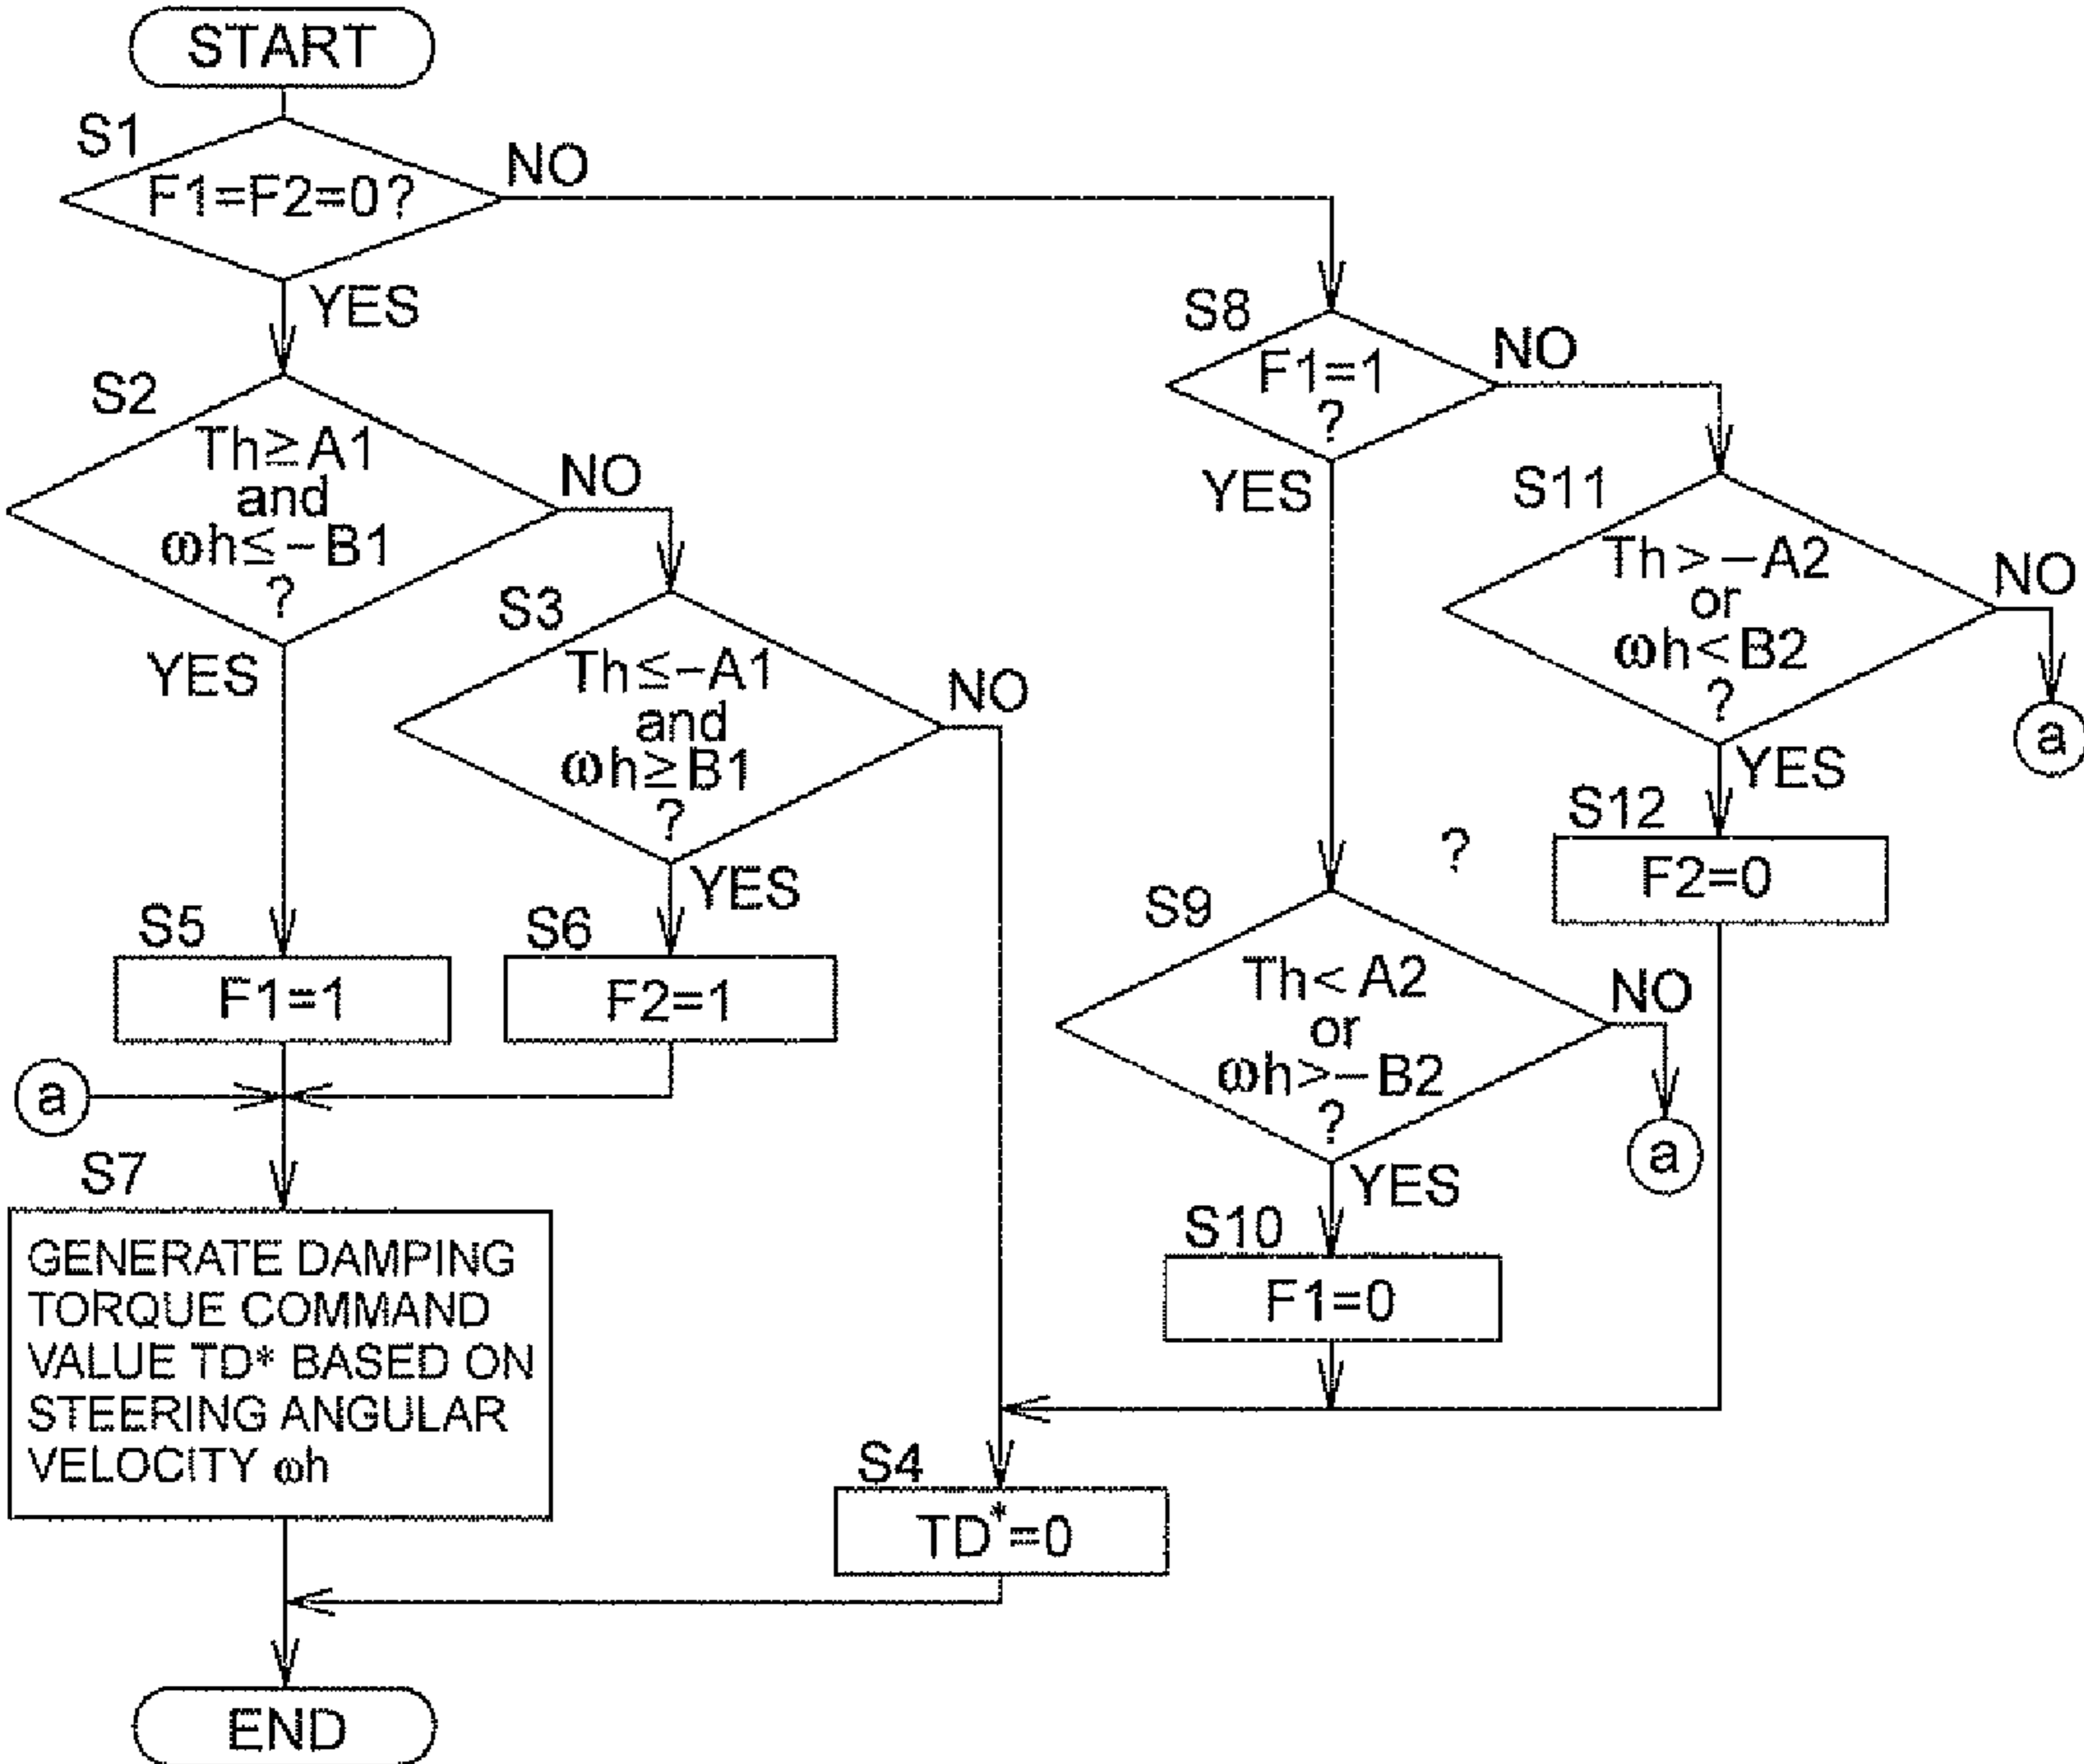 START
S1
F1=F2=0?
NO
YES
S2
Th≥A1
and
ωh≤−B1
?
NO
YES
S3
Th≤−A1
and
ωh≥B1
?
NO
YES
S5
F1=1
S6
F2=1
a
S7
GENERATE DAMPING
TORQUE COMMAND
VALUE TD* BASED ON
STEERING ANGULAR
VELOCITY ωh
S8
F1=1
?
NO
YES
S11
Th>−A2
or
ωh<B2
?
NO
a
YES
S12
F2=0
?
S9
Th<A2
or
ωh>−B2
?
NO
a
YES
S10
F1=0
S4
TD*=0
END